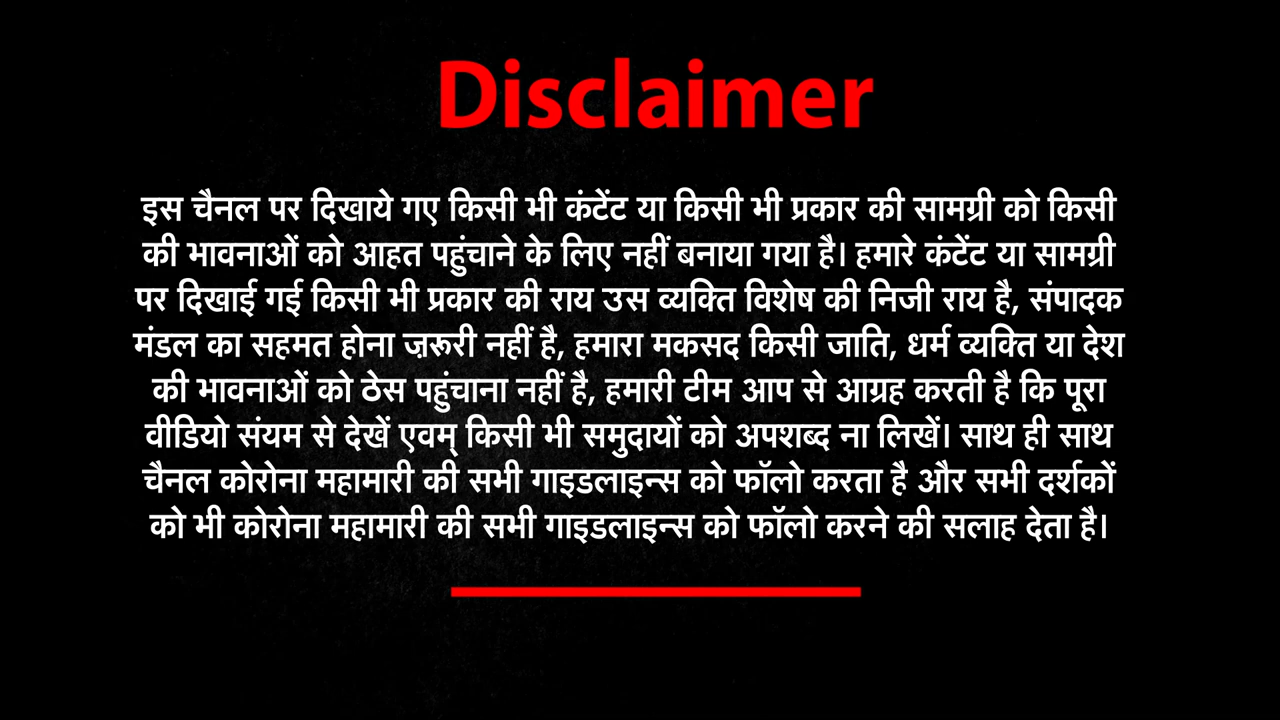 Disclaimer
इस चैनल पर दिखाये गए किसी भी कंटेंट या किसी भी प्रकार की सामग्री को किसी
की भावनाओं को आहत पहुंचाने के लिए नहीं बनाया गया है। हमारे कंटेंट या सामग्री
पर दिखाई गई किसी भी प्रकार की राय उस व्यक्ति विशेष की निजी राय है, संपादक
मंडल का सहमत होना ज़रूरी नहीं है, हमारा मकसद किसी जाति, धर्म व्यक्ति या देश
की भावनाओं को ठेस पहुंचाना नहीं है, हमारी टीम आप से आग्रह करती है कि पूरा
वीडियो संयम से देखें एवम् किसी भी समुदायों को अपशब्द ना लिखें। साथ ही साथ
चैनल कोरोना महामारी की सभी गाइडलाइन्स को फॉलो करता है और सभी दर्शकों
को भी कोरोना महामारी की सभी गाइडलाइन्स को फॉलो करने की सलाह देता है।